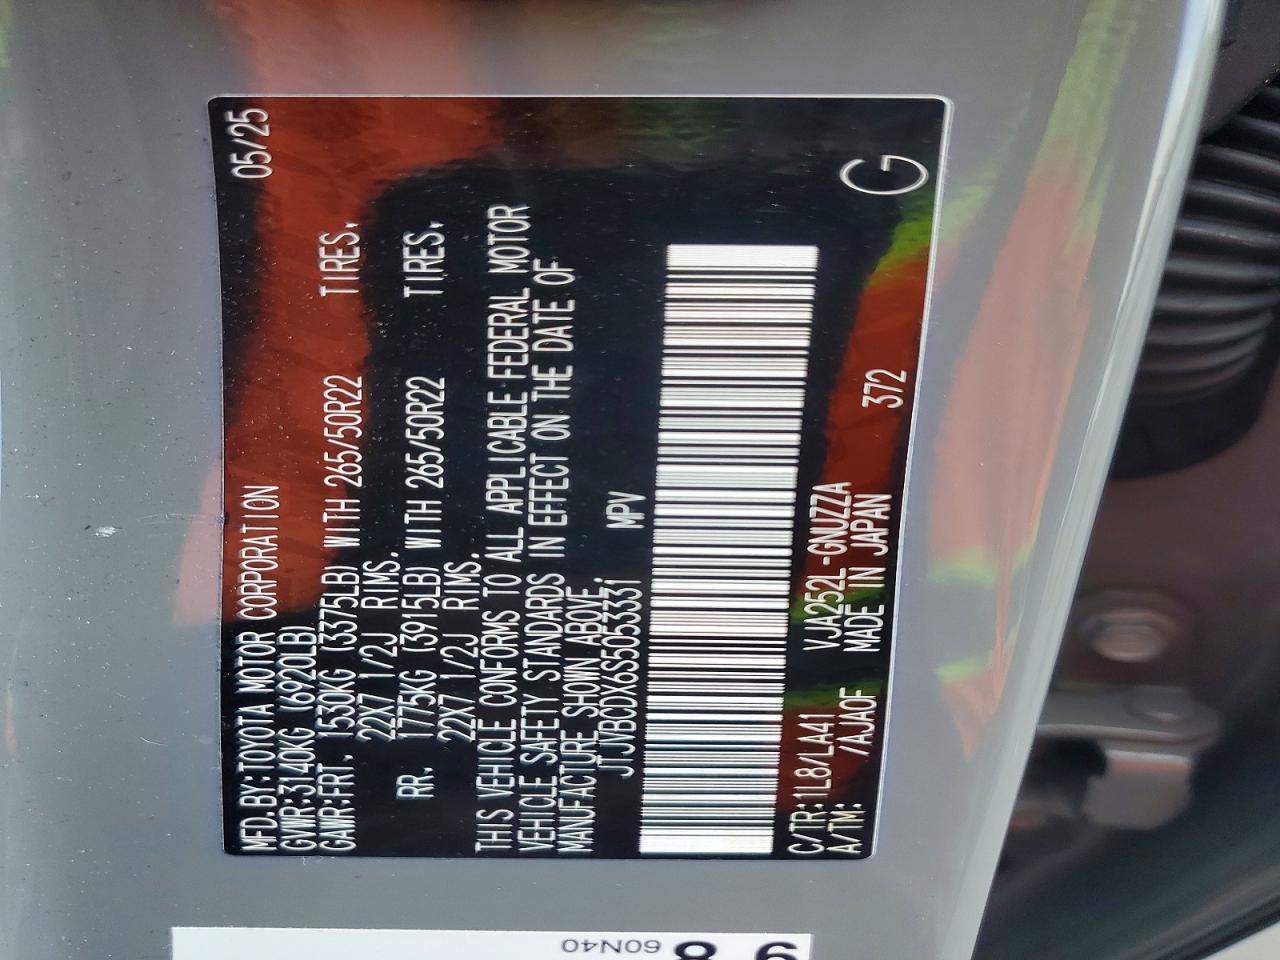 MFD.BY:TOYOTA MOTOR CORPORATION 05/25
GVWR:3140KG (6920LB)
GAWR:FRT. 1530KG (3375LB) WITH 265/50R22 TIRES,
22X7 1/2J RIMS.
RR. 1775KG (3915LB) WITH 265/50R22 TIRES,
22X7 1/2J RIMS.
THIS VEHICLE CONFORMS TO ALL APPLICABLE FEDERAL MOTOR
VEHICLE SAFETY STANDARDS IN EFFECT ON THE DATE OF
MANUFACTURE SHOWN ABOVE.
JTJVBCDX6S5053331 MPV
C/TR:1L8/LA41 VJA252L-GNUZZA 372 G
A/TM: /AJA0F MADE IN JAPAN
60N40